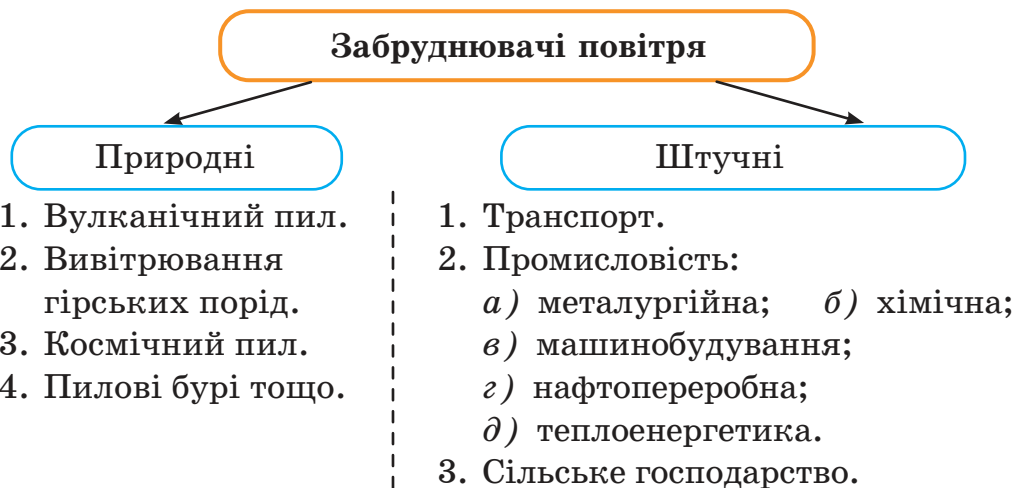 Забруднювачі повітря
Природні
1. Вулканічний пил.
2. Вивітрювання
гірських порід.
3. Космічний пил.
4. Пилові бурі тощо.
Штучні
1. Транспорт.
2. Промисловість:
а) металургійна; б) хімічна;
в) машинобудування;
г) нафтопереробна;
д) теплоенергетика.
3. Сільське господарство.